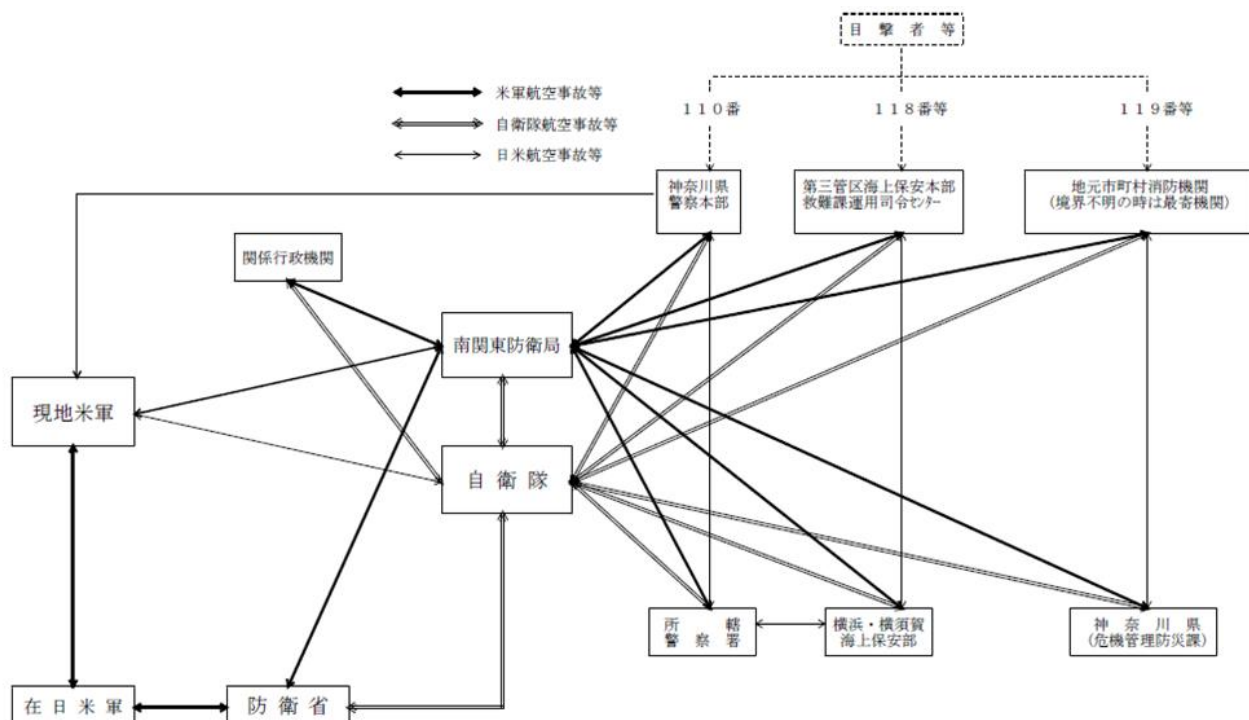 目撃者等
110番
118番等
119番等
米軍航空事故等
自衛隊航空事故等
日米航空事故等
神奈川県
警察本部
第三管区海上保安本部
救難課運用司令ｾﾝﾀｰ
地元市町村消防機関
(境界不明の時は最寄機関)
関係行政機関
南関東防衛局
現地米軍
自衛隊
所轄
警察署
横浜・横須賀
海上保安部
神奈川県
(危機管理防災課)
在日米軍
防衛省